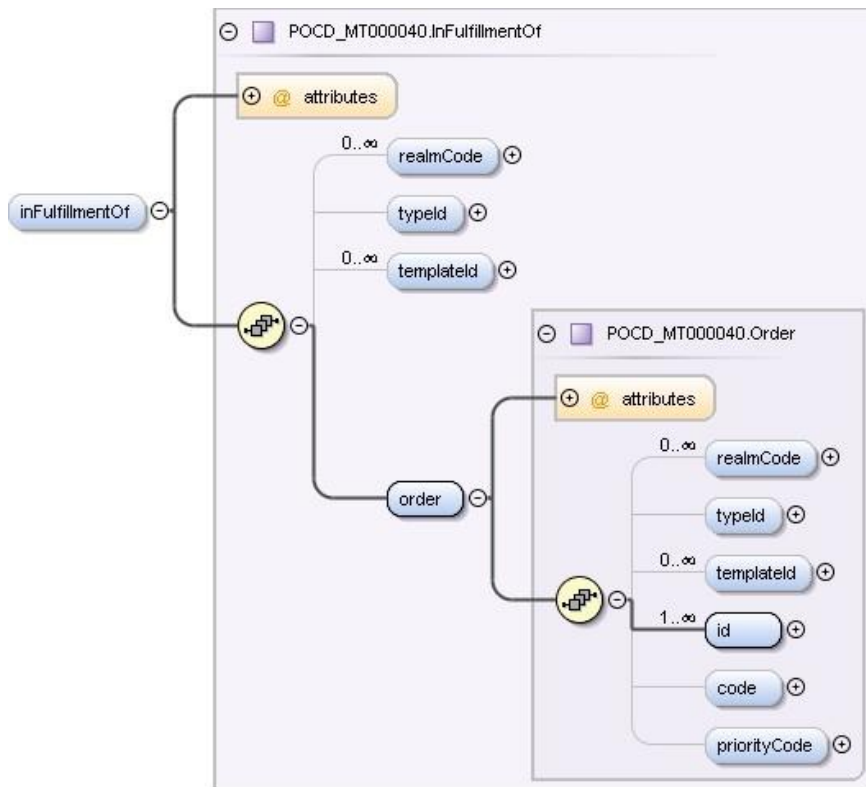 POCD_MT000040.InFulfillmentOf
@ attributes
0..∞
realmCode
inFulfillmentOf
typeId
0..∞
templateId
POCD_MT000040.Order
@ attributes
0..∞
realmCode
order
typeId
0..∞
templateId
1..∞
id
code
priorityCode